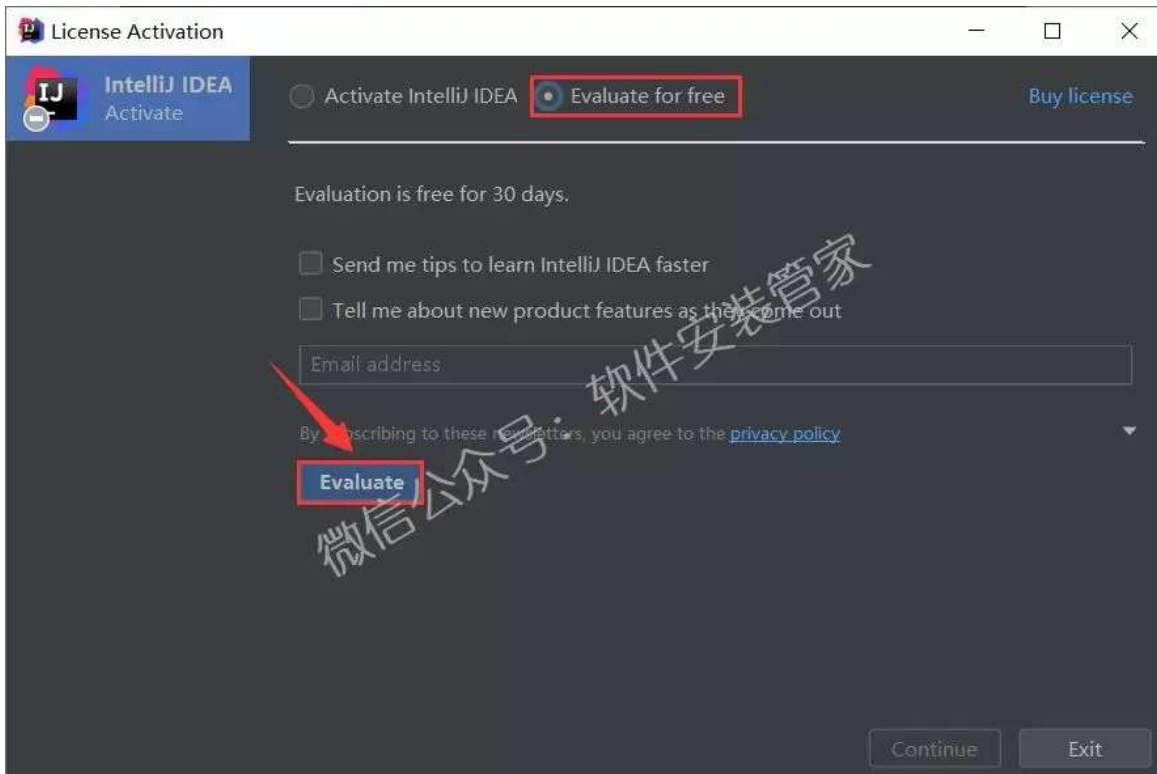 License Activation
IntelliJ IDEA
Activate
Activate IntelliJ IDEA
Evaluate for free
Buy license
Evaluation is free for 30 days.
Send me tips to learn IntelliJ IDEA faster
Tell me about new product features as they come out
Email address
By subscribing to these newsletters, you agree to the privacy policy
Evaluate
微信公众号：软件安装管家
Continue
Exit